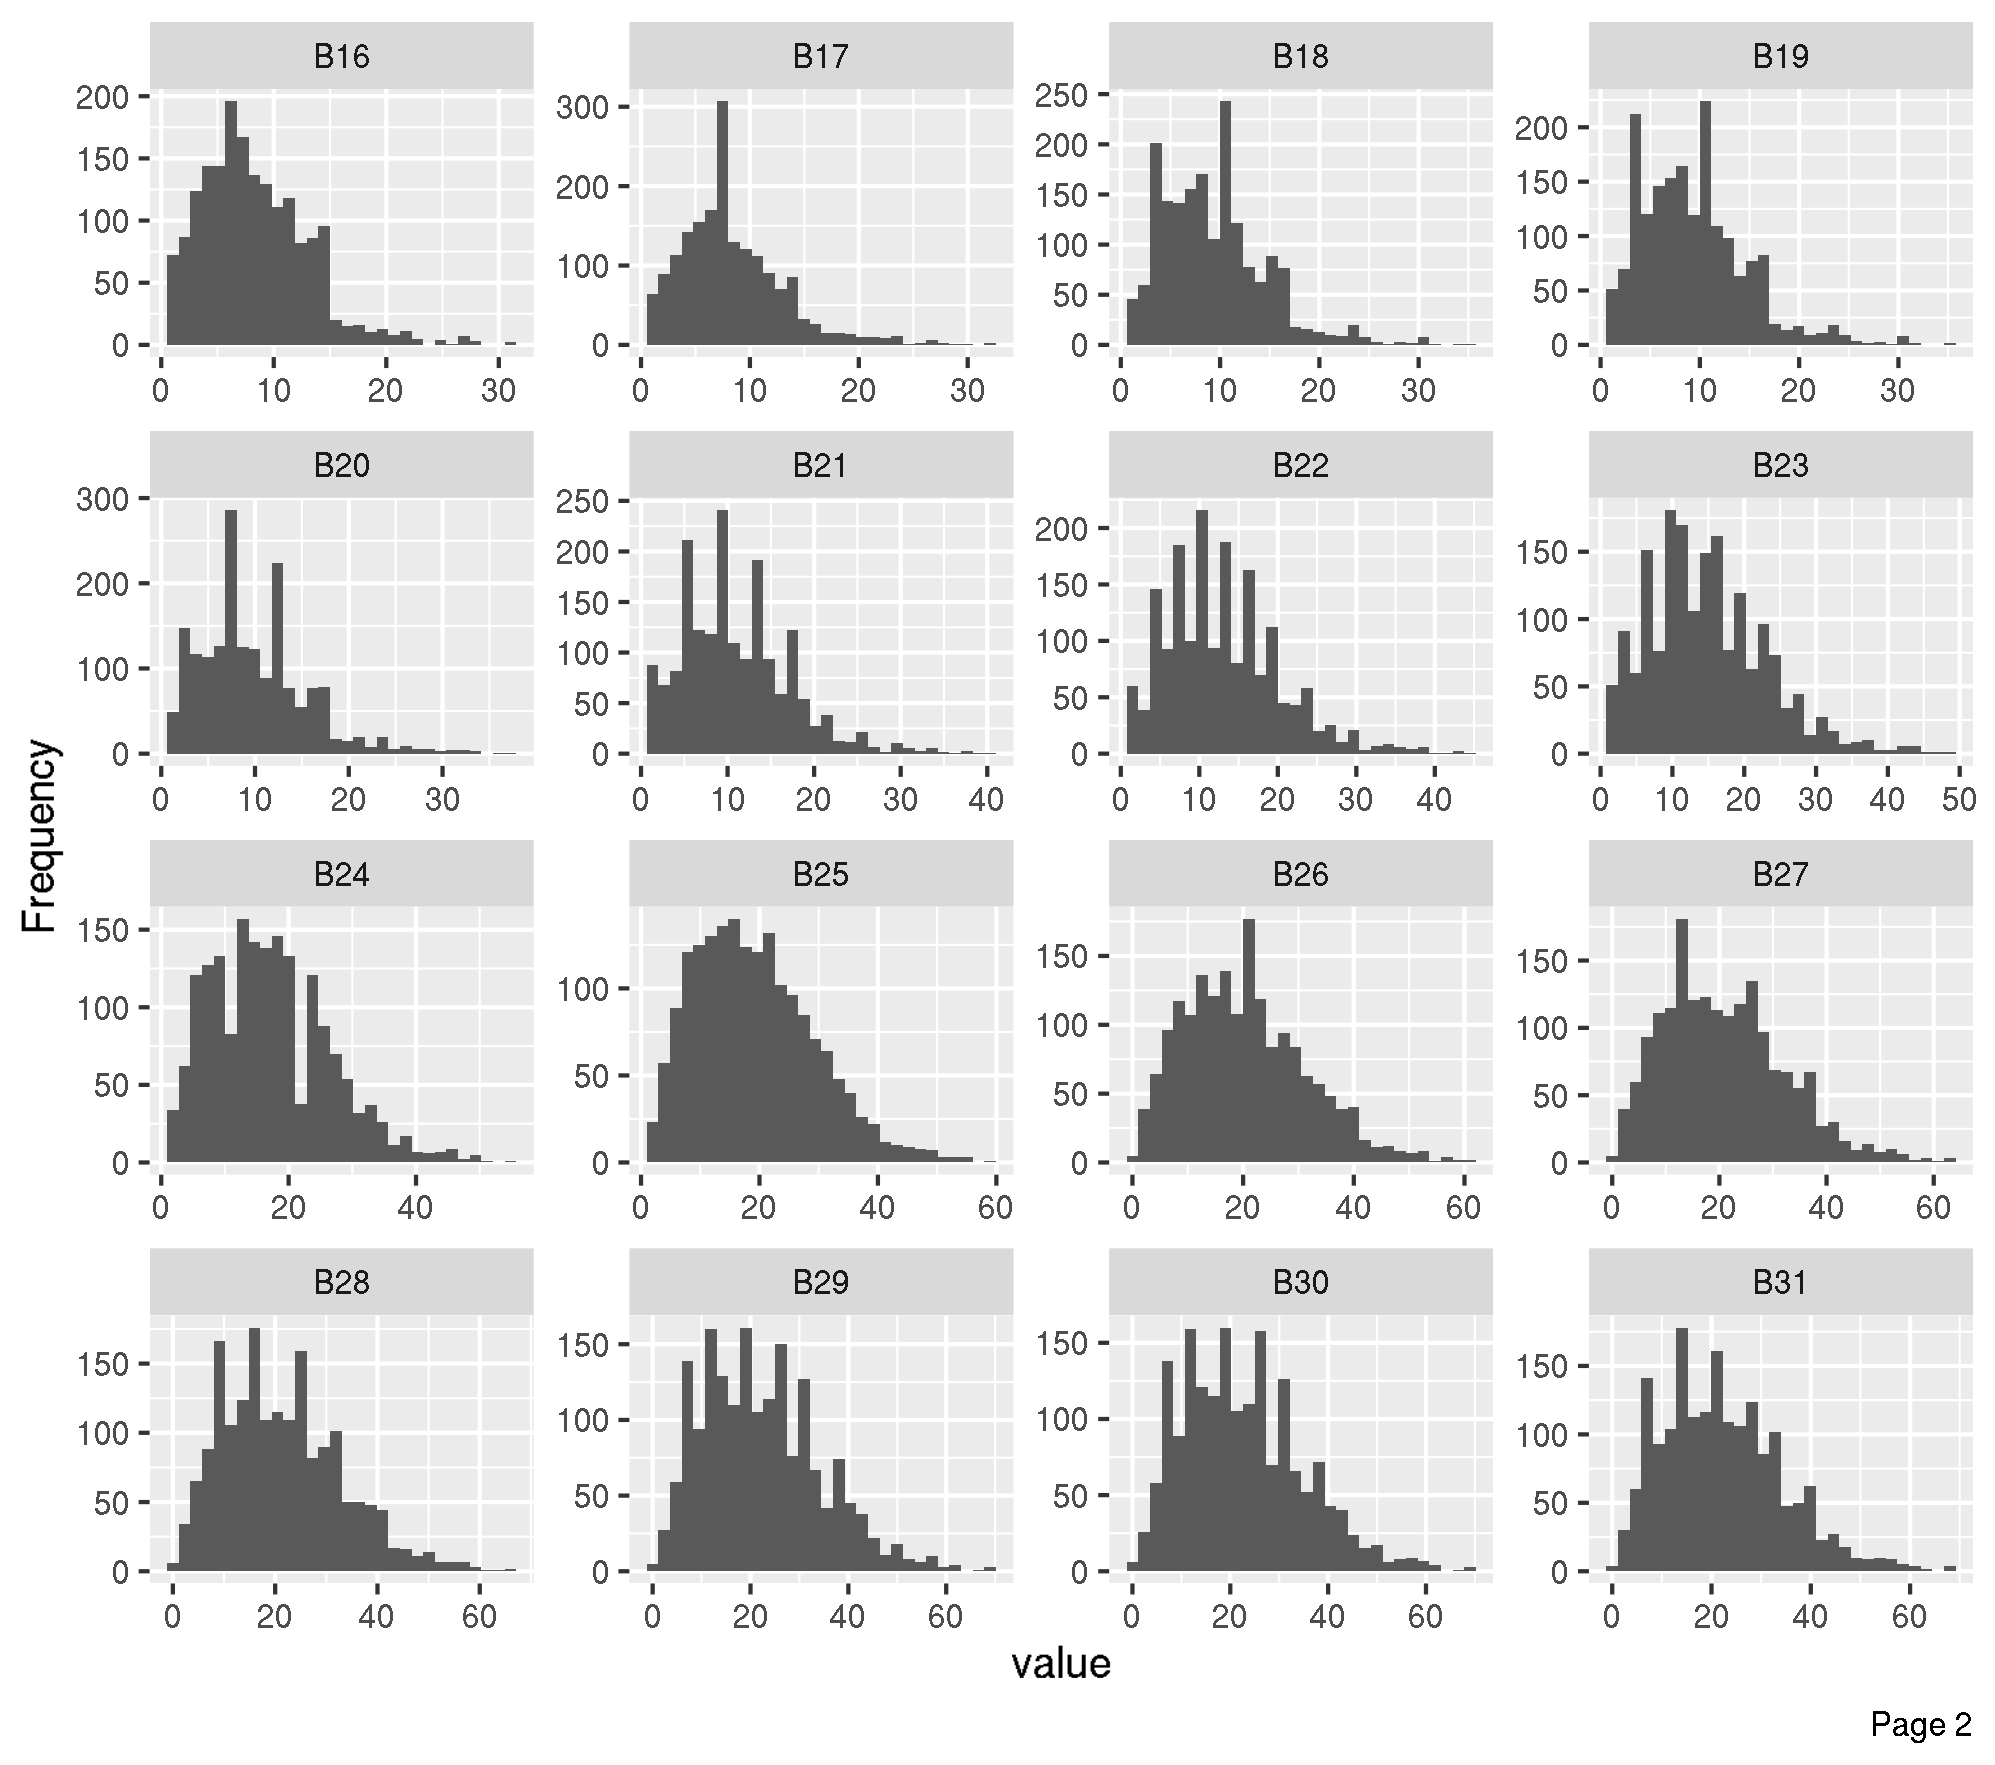 B16 B17 B18 B19
200 150 100 50 0
300 200 100 0
250 200 150 100 50 0
200 150 100 50 0
0 10 20 30
0 10 20 30
0 10 20 30
0 10 20 30
B20 B21 B22 B23
300 200 100 0
250 200 150 100 50 0
200 150 100 50 0
150 100 50 0
0 10 20 30
0 10 20 30 40
0 10 20 30 40
0 10 20 30 40 50
Frequency
B24 B25 B26 B27
150 100 50 0
100 50 0
150 100 50 0
150 100 50 0
0 20 40
0 20 40 60
0 20 40 60
0 20 40 60
B28 B29 B30 B31
150 100 50 0
150 100 50 0
150 100 50 0
150 100 50 0
0 20 40 60
0 20 40 60
0 20 40 60
0 20 40 60
value
Page 2